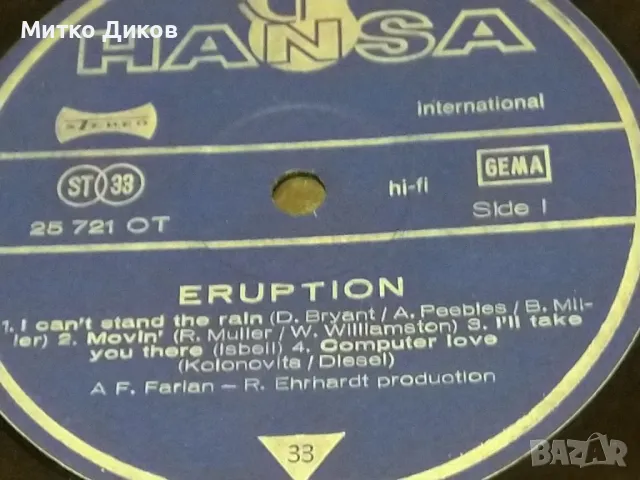 Митко Диков
HANSA
international
STEREO
ST 33
hi-fi
GEMA
25 721 OT
Side I
ERUPTION
1. I can't stand the rain (D. Bryant / A. Peebles / B. Mil-
ler) 2. Movin' (R. Muller / W. Williamston) 3. I'll take
you there (Isbell) 4. Computer love
(Kolonovits / Diesel)
A F. Farian – R. Ehrhardt production
33
BAZAR